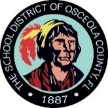 THE SCHOOL DISTRICT OF OSCEOLA COUNTY, FL
• 1887 •